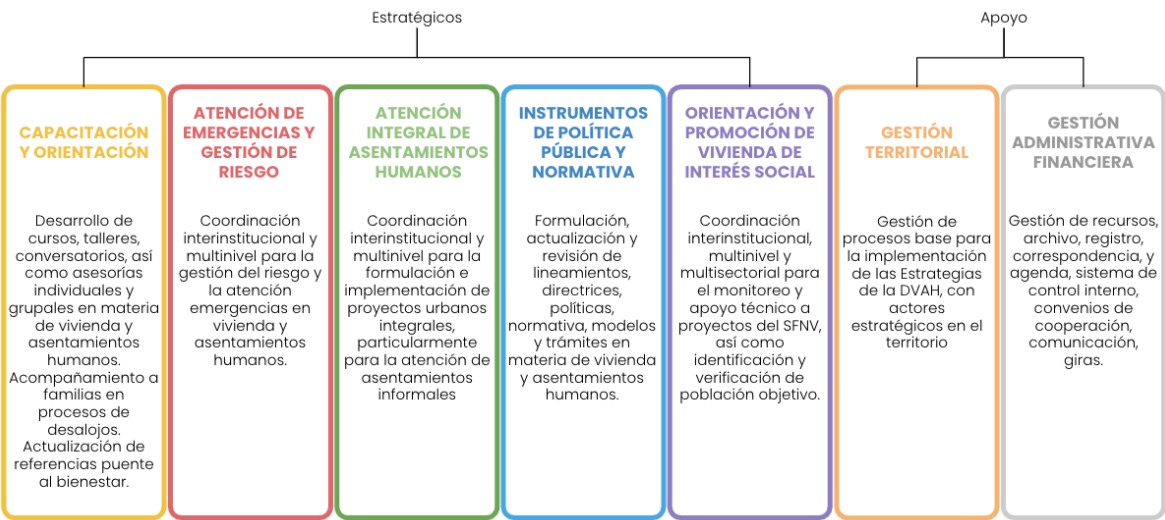 Estratégicos
Apoyo
CAPACITACIÓN
Y ORIENTACIÓN
Desarrollo de
cursos, talleres,
conversatorios, así
como asesorías
individuales y
grupales en materia
de vivienda y
asentamientos
humanos.
Acompañamiento a
familias en
procesos de
desalojos.
Actualización de
referencias puente
al bienestar.
ATENCIÓN DE
EMERGENCIAS Y
GESTIÓN DE
RIESGO
Coordinación
interinstitucional y
multinivel para la
gestión del riesgo y
la atención
emergencias en
vivienda y
asentamientos
humanos.
ATENCIÓN
INTEGRAL DE
ASENTAMIENTOS
HUMANOS
Coordinación
interinstitucional y
multinivel para la
formulación e
implementación de
proyectos urbanos
integrales,
particularmente
para la atención de
asentamientos
informales
INSTRUMENTOS
DE POLÍTICA
PÚBLICA Y
NORMATIVA
Formulación,
actualización y
revisión de
lineamientos,
directrices,
políticas,
normativa, modelos
y trámites en
materia de vivienda
y asentamientos
humanos.
ORIENTACIÓN Y
PROMOCIÓN DE
VIVIENDA DE
INTERÉS SOCIAL
Coordinación
interinstitucional,
multinivel y
multisectorial para
el monitoreo y
apoyo técnico a
proyectos del SFNV,
así como
identificación y
verificación de
población objetivo.
GESTIÓN
TERRITORIAL
Gestión de
procesos base para
la implementación
de las Estrategias
de la DVAH, con
actores
estratégicos en el
territorio
GESTIÓN
ADMINISTRATIVA
FINANCIERA
Gestión de recursos,
archivo, registro,
correspondencia, y
agenda, sistema de
control interno,
convenios de
cooperación,
comunicación,
giras.